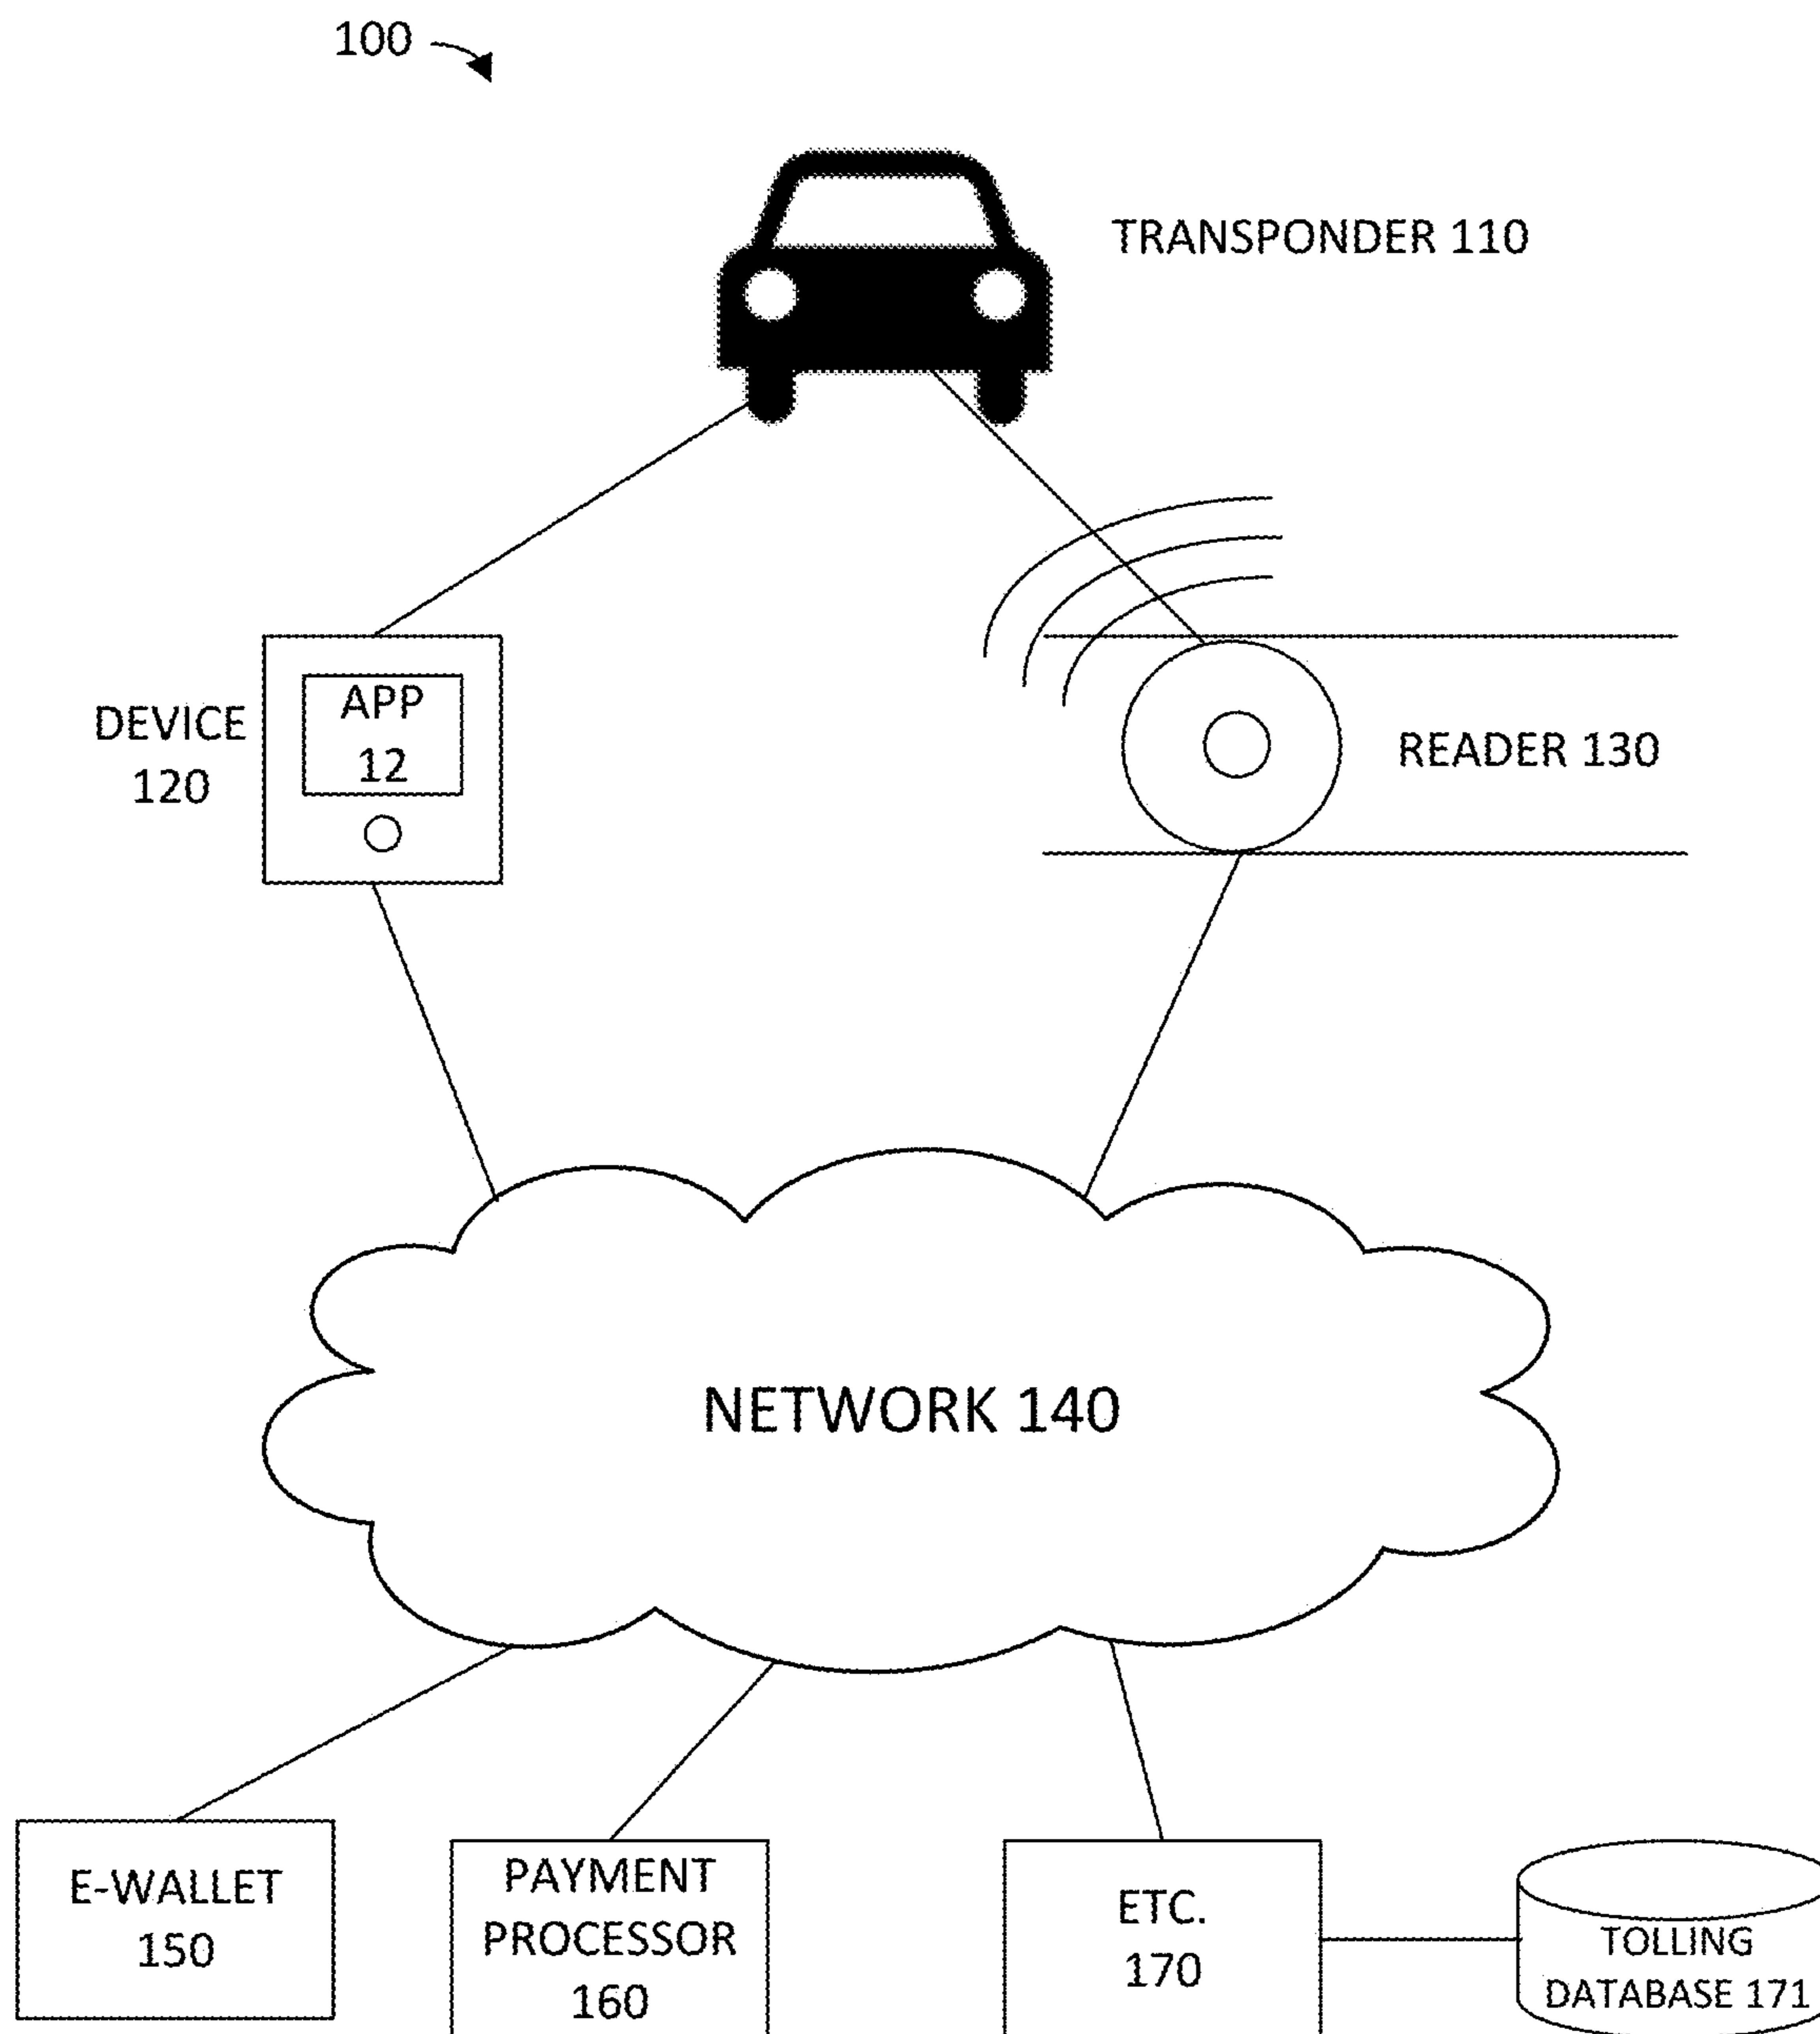 100
TRANSPONDER 110
DEVICE
120
APP
12
READER 130
NETWORK 140
E-WALLET
150
PAYMENT
PROCESSOR
160
ETC.
170
TOLLING
DATABASE 171